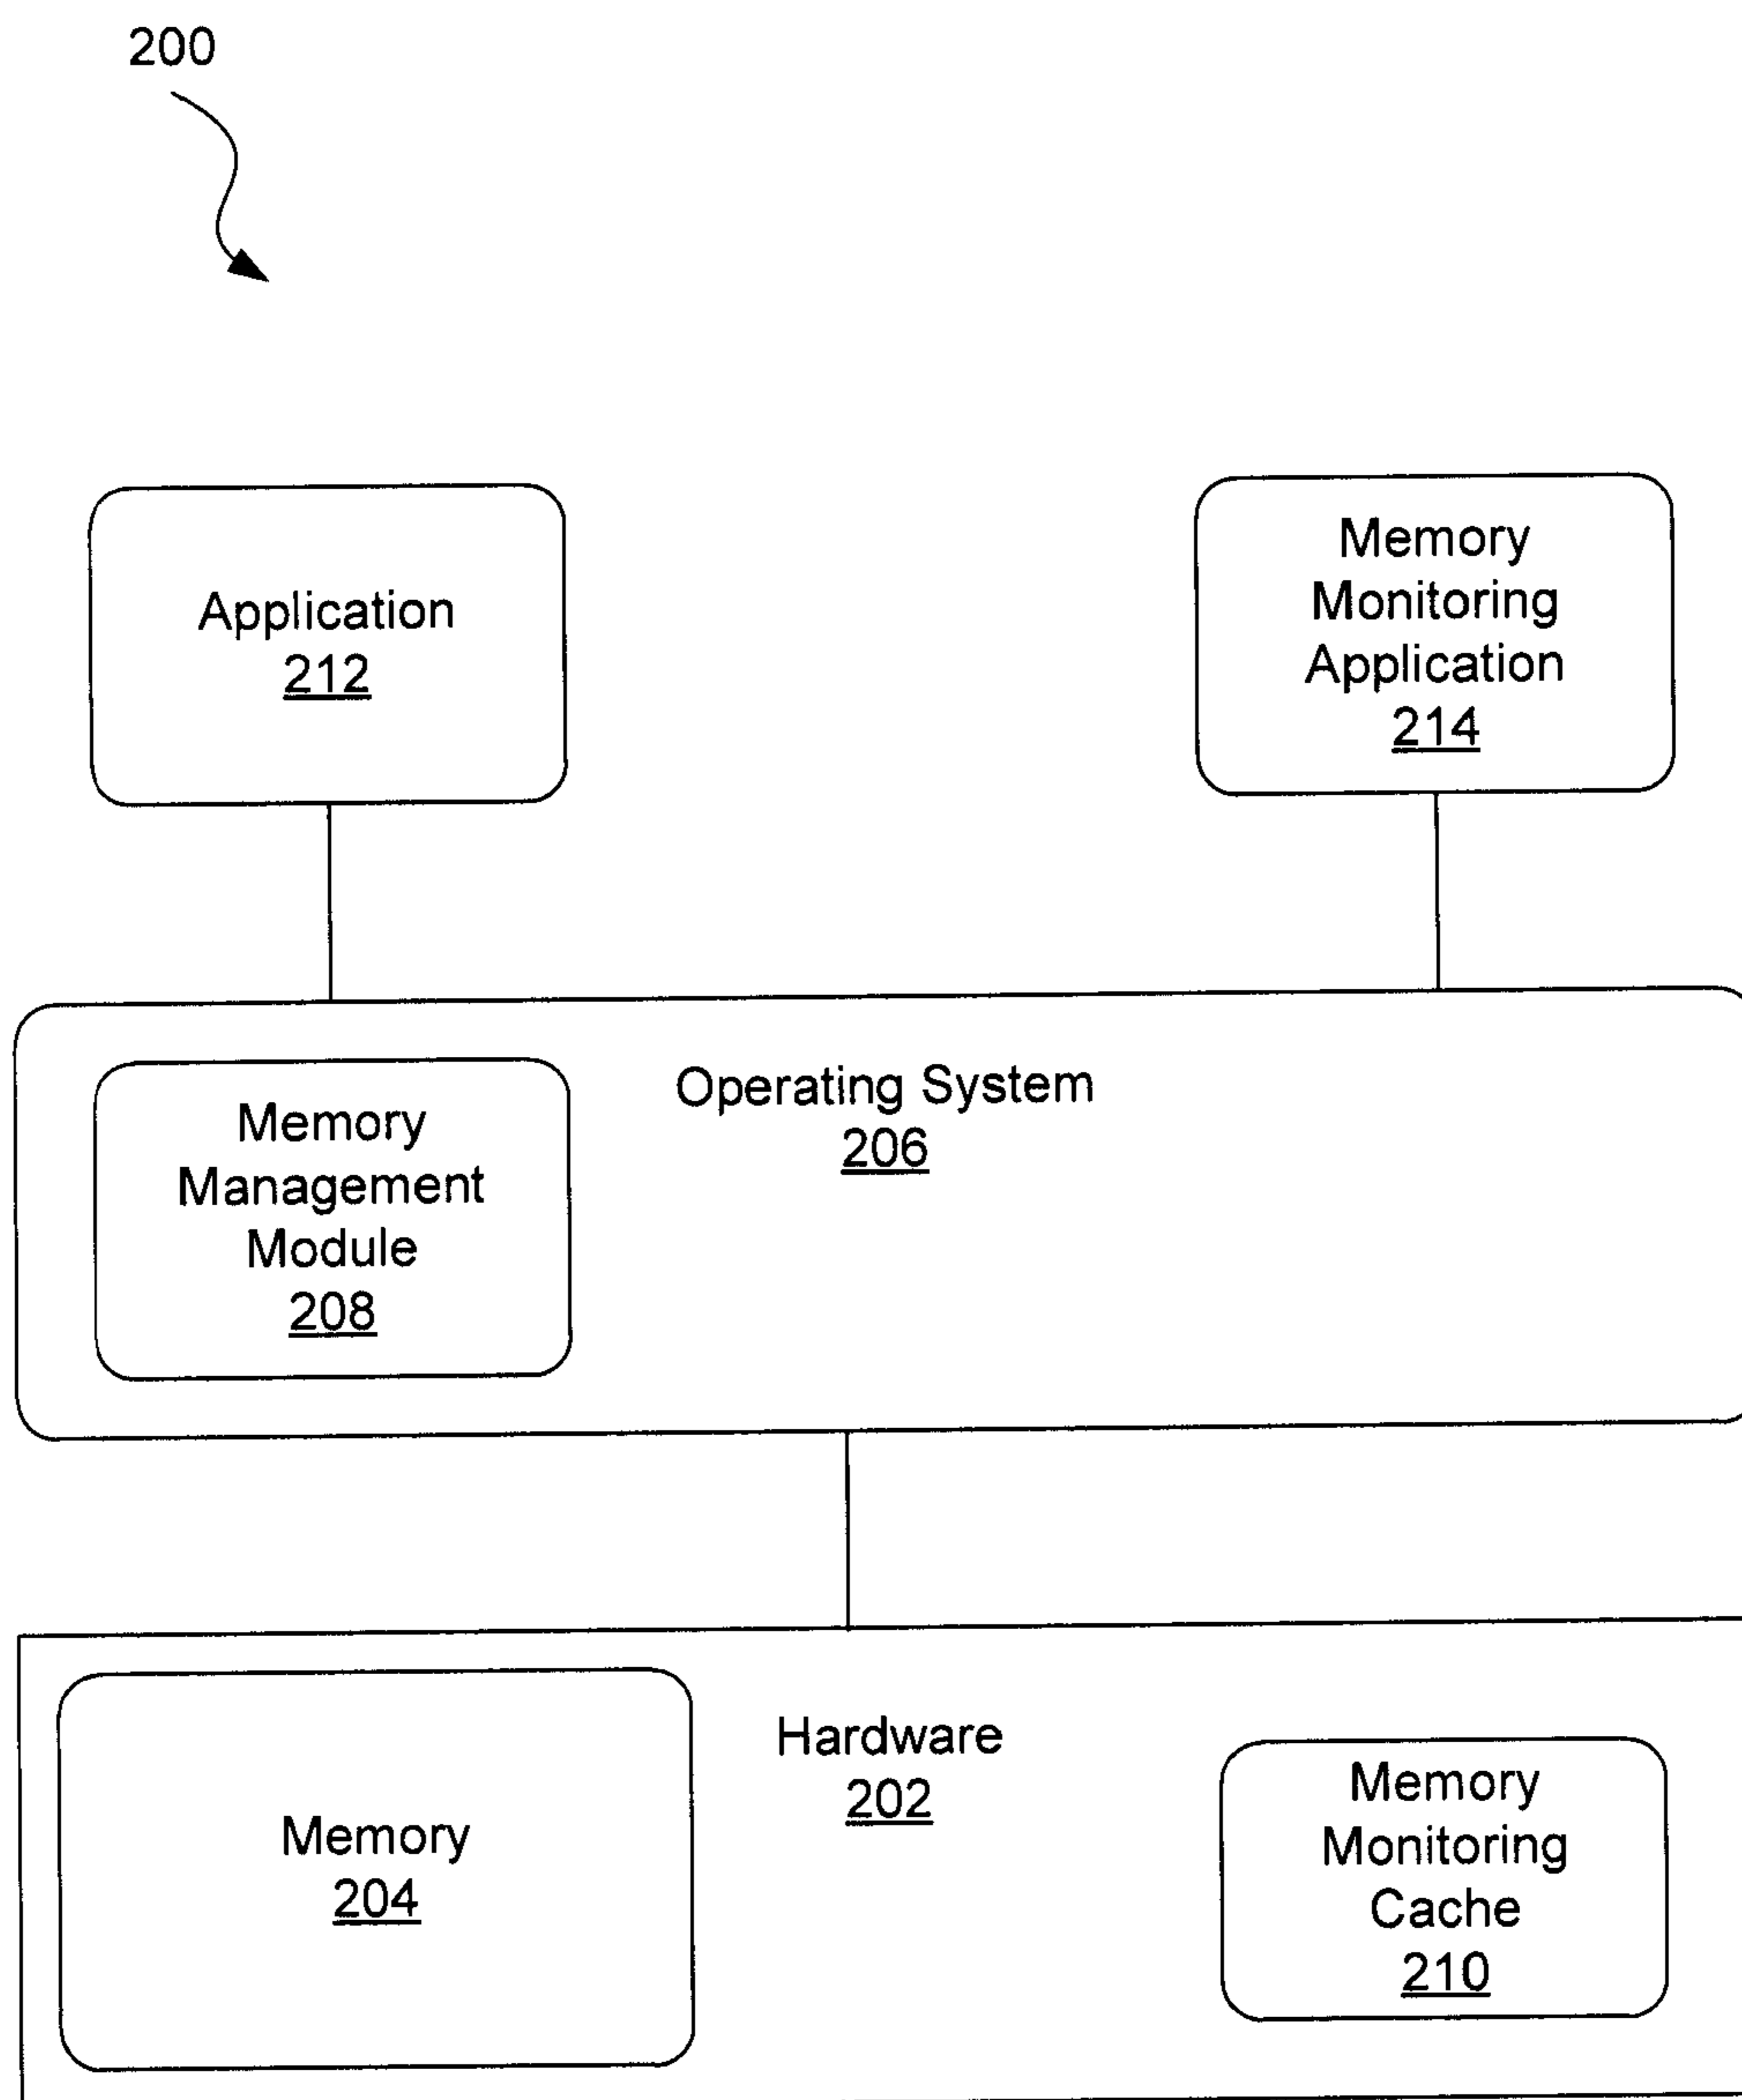 200
Application
212
Memory
Monitoring
Application
214
Operating System
206
Memory
Management
Module
208
Hardware
202
Memory
204
Memory
Monitoring
Cache
210